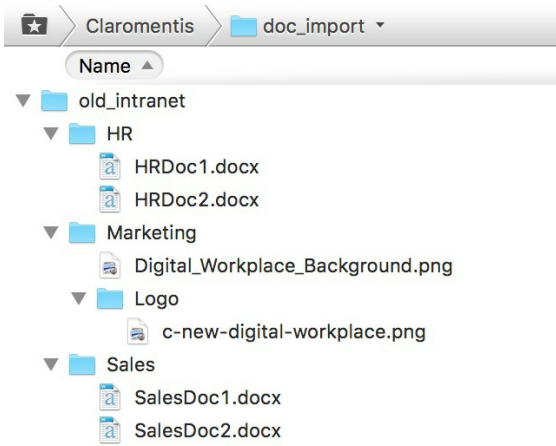 Claromentis doc_import
Name
old_intranet
HR
HRDoc1.docx
HRDoc2.docx
Marketing
Digital_Workplace_Background.png
Logo
c-new-digital-workplace.png
Sales
SalesDoc1.docx
SalesDoc2.docx